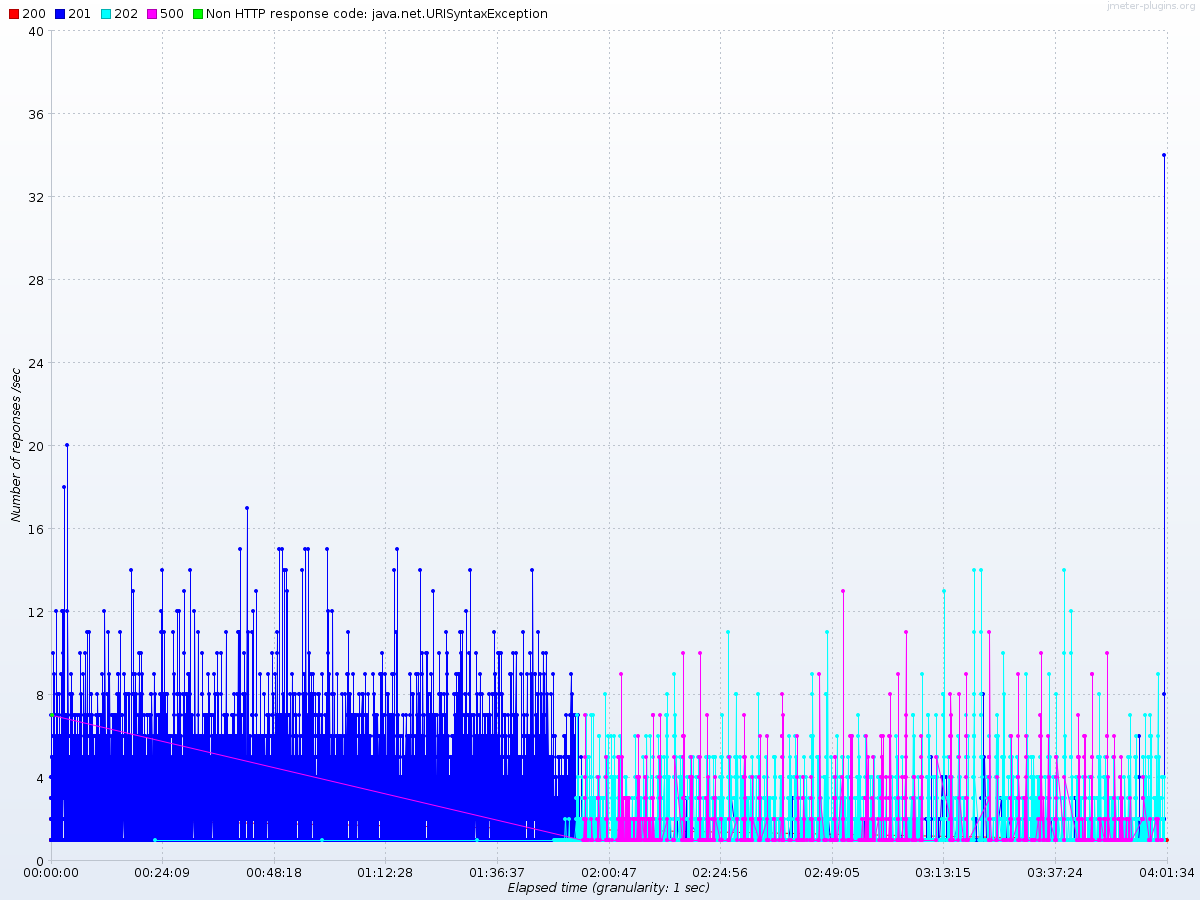 200 201 202 500 Non HTTP response code: java.net.URISyntaxException
jmeter-plugins.org
40
36
32
28
24
20
16
12
8
4
0
Number of reponses /sec
00:00:00 00:24:09 00:48:18 01:12:28 01:36:37 02:00:47 02:24:56 02:49:05 03:13:15 03:37:24 04:01:34
Elapsed time (granularity: 1 sec)